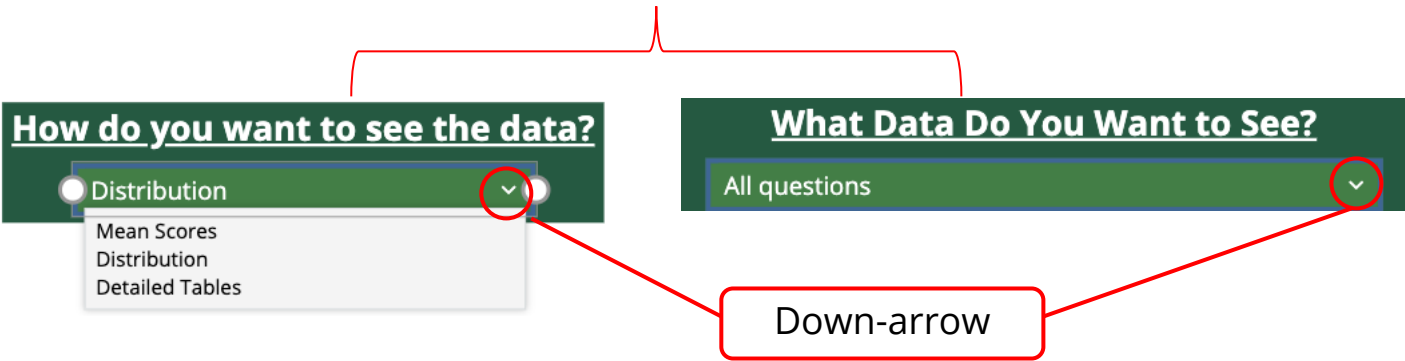 How do you want to see the data?
Distribution
Mean Scores
Distribution
Detailed Tables
What Data Do You Want to See?
All questions
Down-arrow